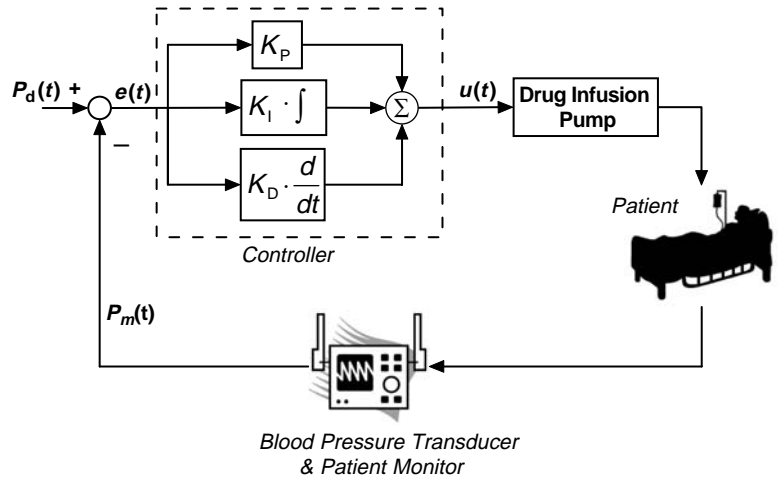 K_P
P_d(t) +
e(t)
K_I · ∫
Σ
u(t)
Drug Infusion
Pump
−
K_D · d/dt
Patient
Controller
P_m(t)
Blood Pressure Transducer
& Patient Monitor